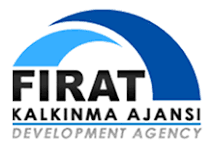 FIRAT
KALKINMA AJANSI
DEVELOPMENT AGENCY